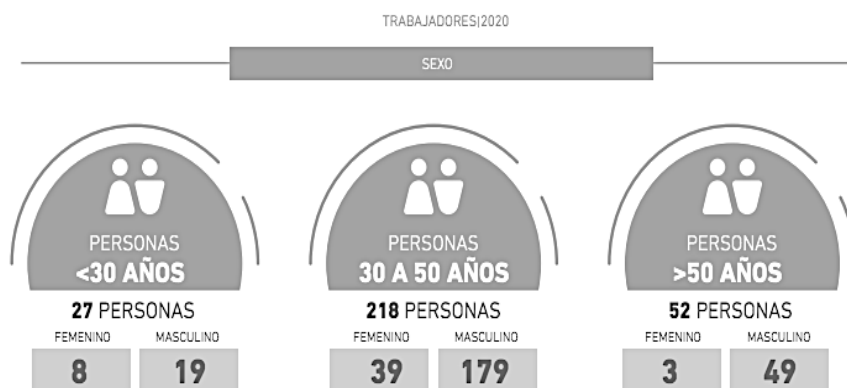 TRABAJADORES|2020
SEXO
PERSONAS
<30 AÑOS
27 PERSONAS
FEMENINO MASCULINO
8 19
PERSONAS
30 A 50 AÑOS
218 PERSONAS
FEMENINO MASCULINO
39 179
PERSONAS
>50 AÑOS
52 PERSONAS
FEMENINO MASCULINO
3 49